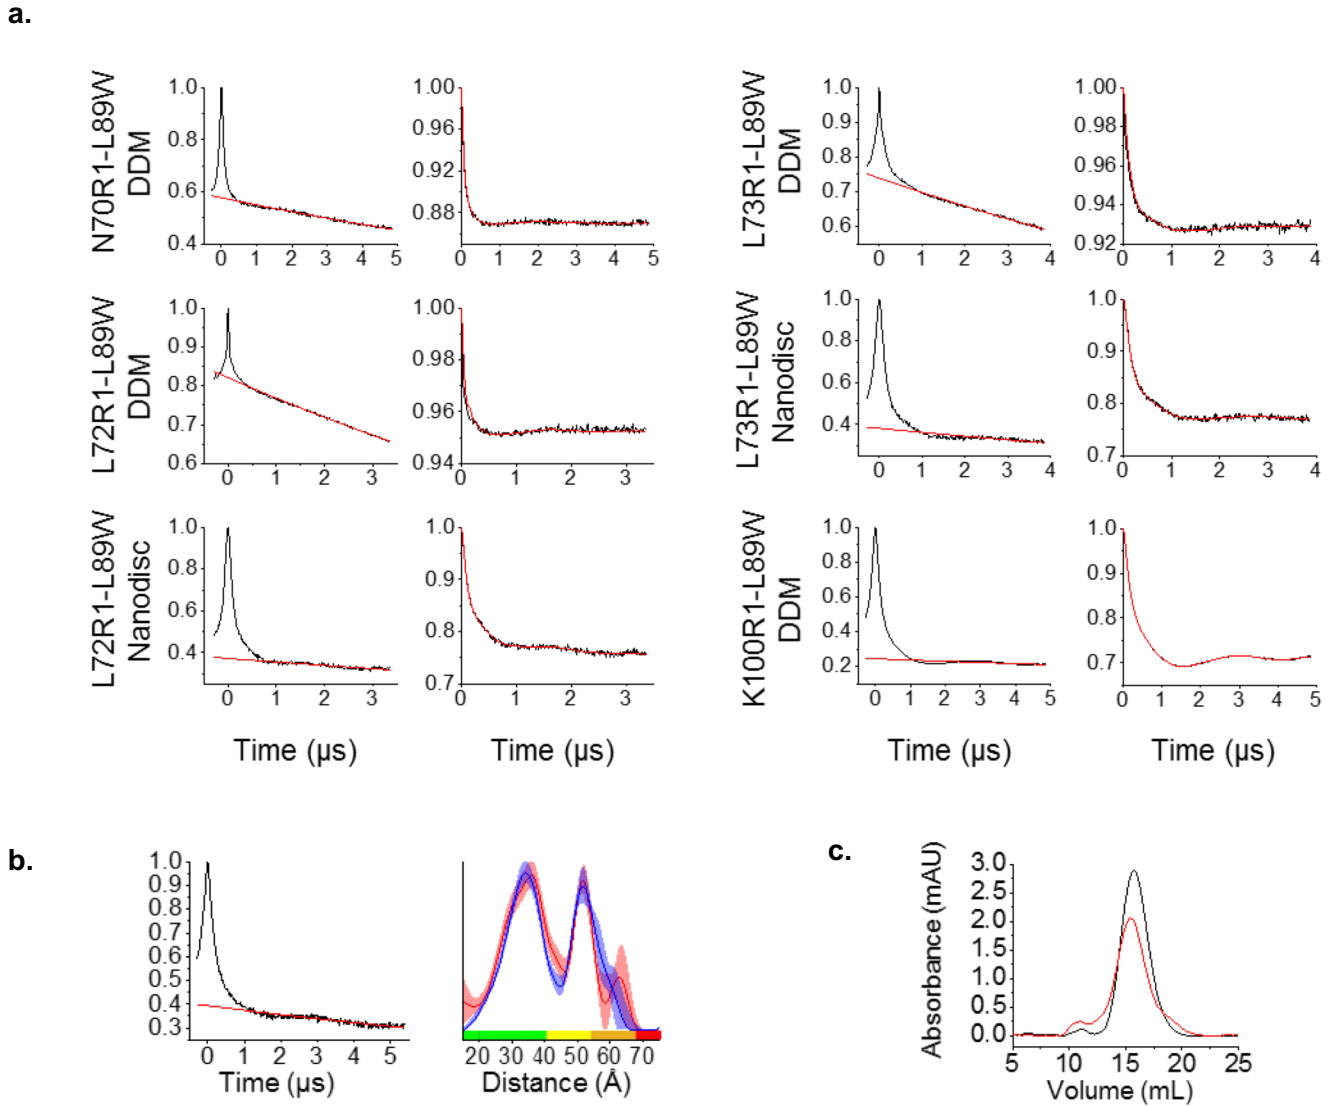 a.
N70R1-L89W
DDM
1.0
0.8
0.6
0.4
0 1 2 3 4 5
1.00
0.96
0.92
0.88
0 1 2 3 4 5
L73R1-L89W
DDM
1.0
0.9
0.8
0.7
0.6
0 1 2 3 4
1.00
0.98
0.96
0.94
0.92
0 1 2 3 4
L72R1-L89W
DDM
1.0
0.9
0.8
0.7
0.6
0 1 2 3
1.00
0.98
0.96
0.94
0 1 2 3
L73R1-L89W
Nanodisc
1.0
0.8
0.6
0.4
0 1 2 3 4
1.0
0.9
0.8
0.7
0 1 2 3 4
L72R1-L89W
Nanodisc
1.0
0.8
0.6
0.4
0 1 2 3
1.0
0.9
0.8
0.7
0 1 2 3
K100R1-L89W
DDM
1.0
0.8
0.6
0.4
0.2
0 1 2 3 4 5
1.0
0.9
0.8
0.7
0 1 2 3 4 5
Time (µs)
Time (µs)
Time (µs)
Time (µs)
b.
1.0
0.9
0.8
0.7
0.6
0.5
0.4
0.3
0 1 2 3 4 5
Time (µs)
20 30 40 50 60 70
Distance (Å)
c.
Absorbance (mAU)
3.0
2.5
2.0
1.5
1.0
0.5
0.0
5 10 15 20 25
Volume (mL)